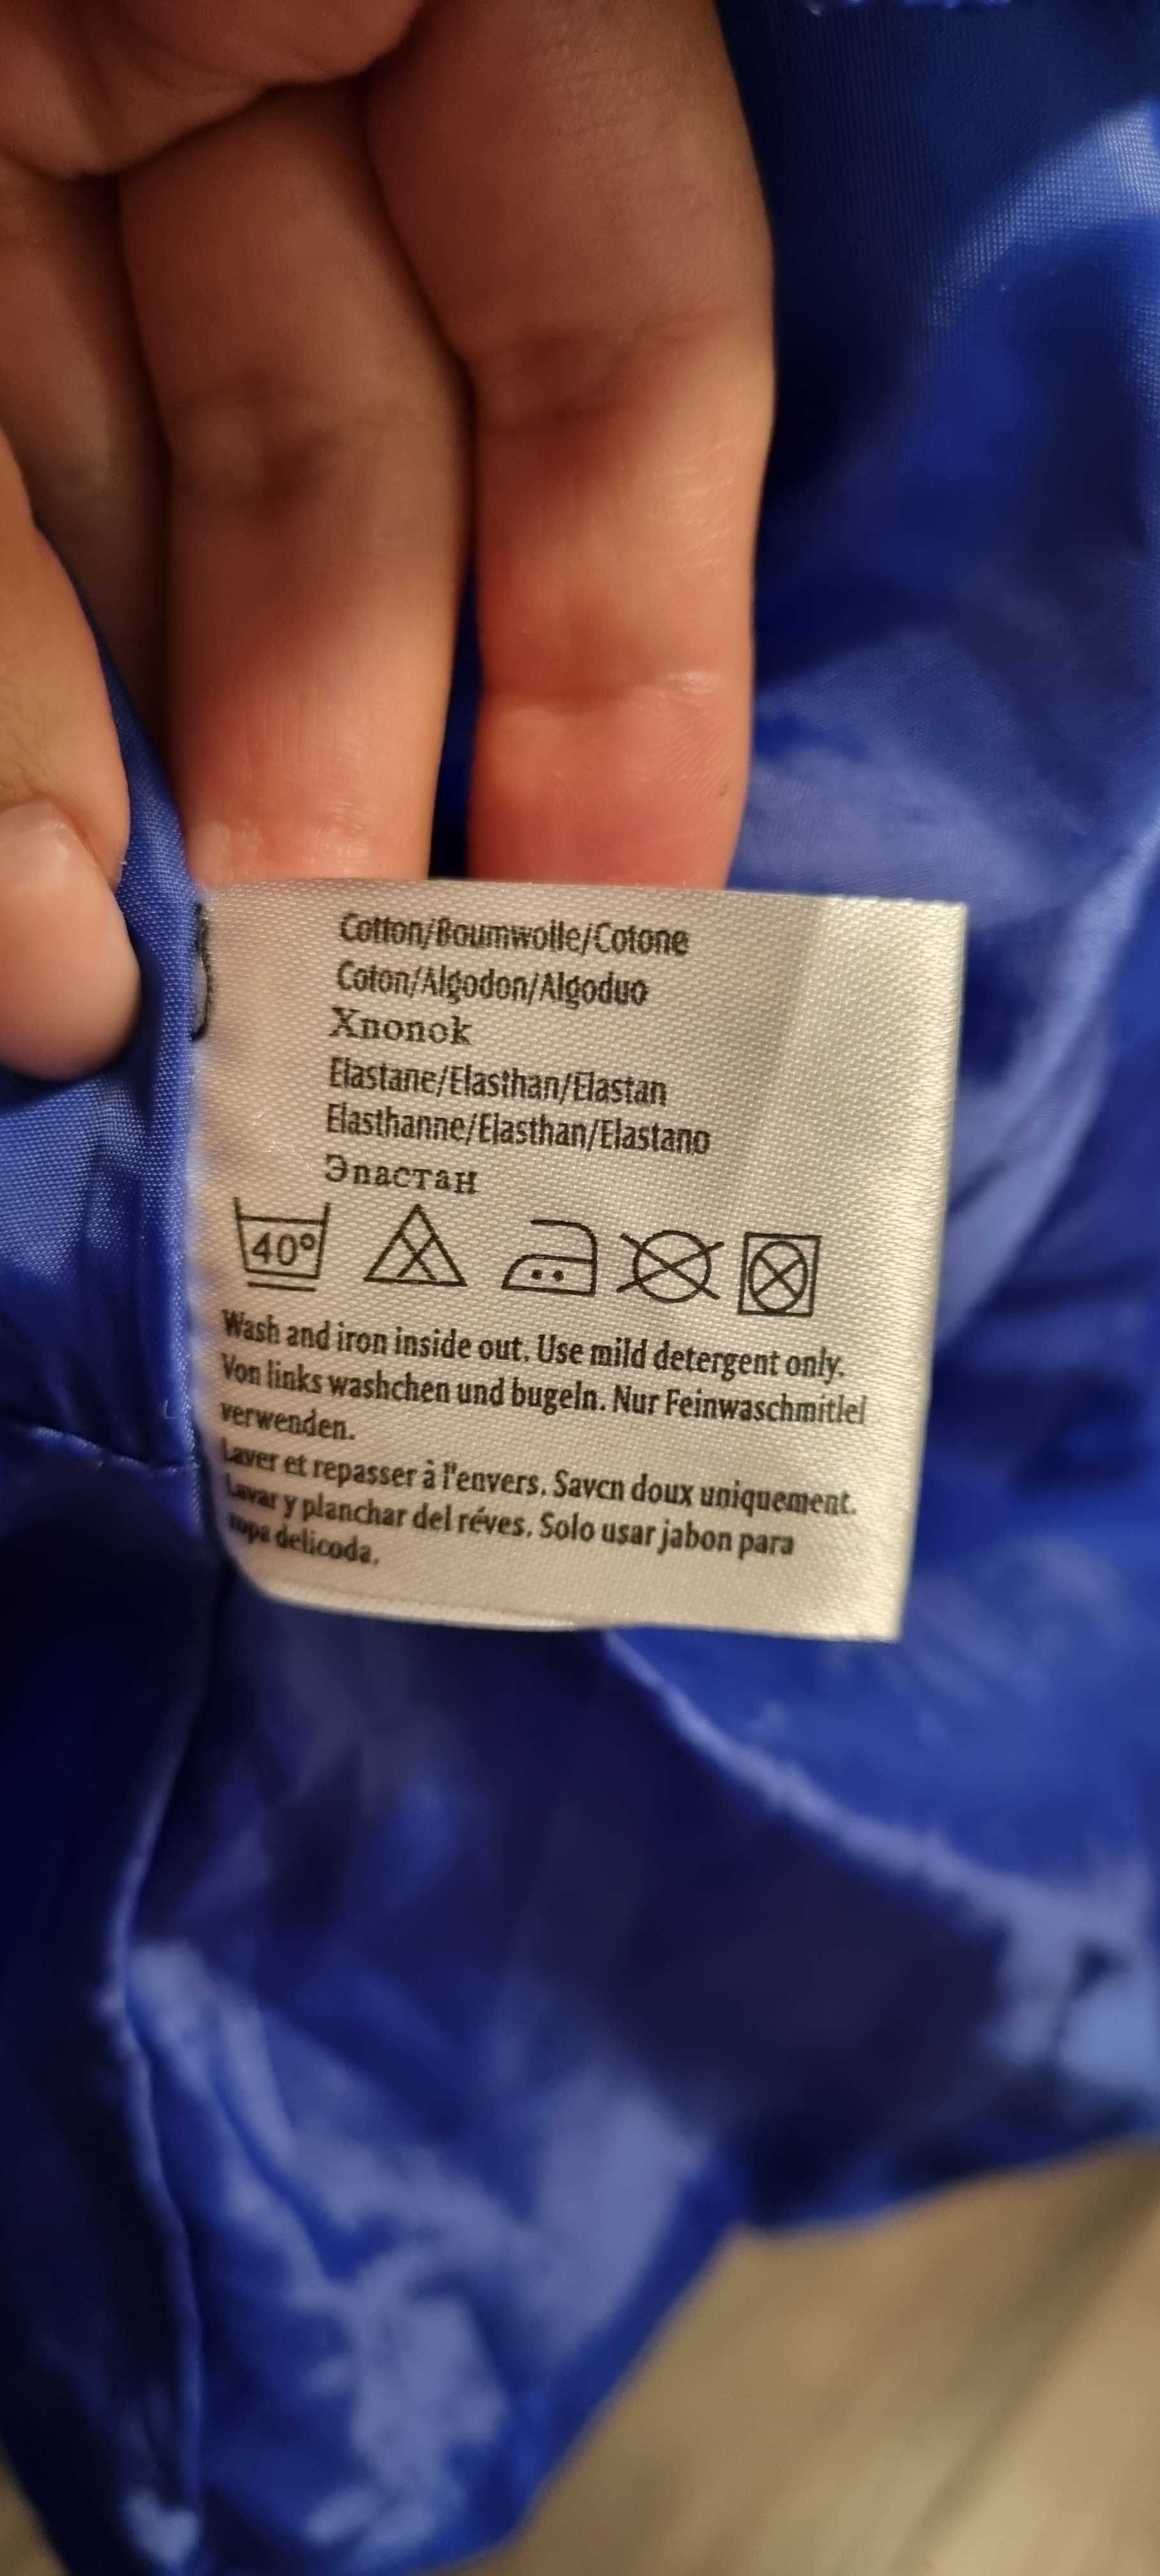 Cotton/Boumwolle/Cotone
Coton/Algodon/Algoduo
Xnonok
Elastane/Elasthan/Elastan
Elasthanne/Elasthan/Elastano
Эпастан
40°
Wash and iron inside out. Use mild detergent only.
Von links washchen und bugeln. Nur Feinwaschmitlel
verwenden.
Laver et repasser à l'envers. Savcn doux uniquement.
Lavar y planchar del réves. Solo usar jabon para
delicoda.